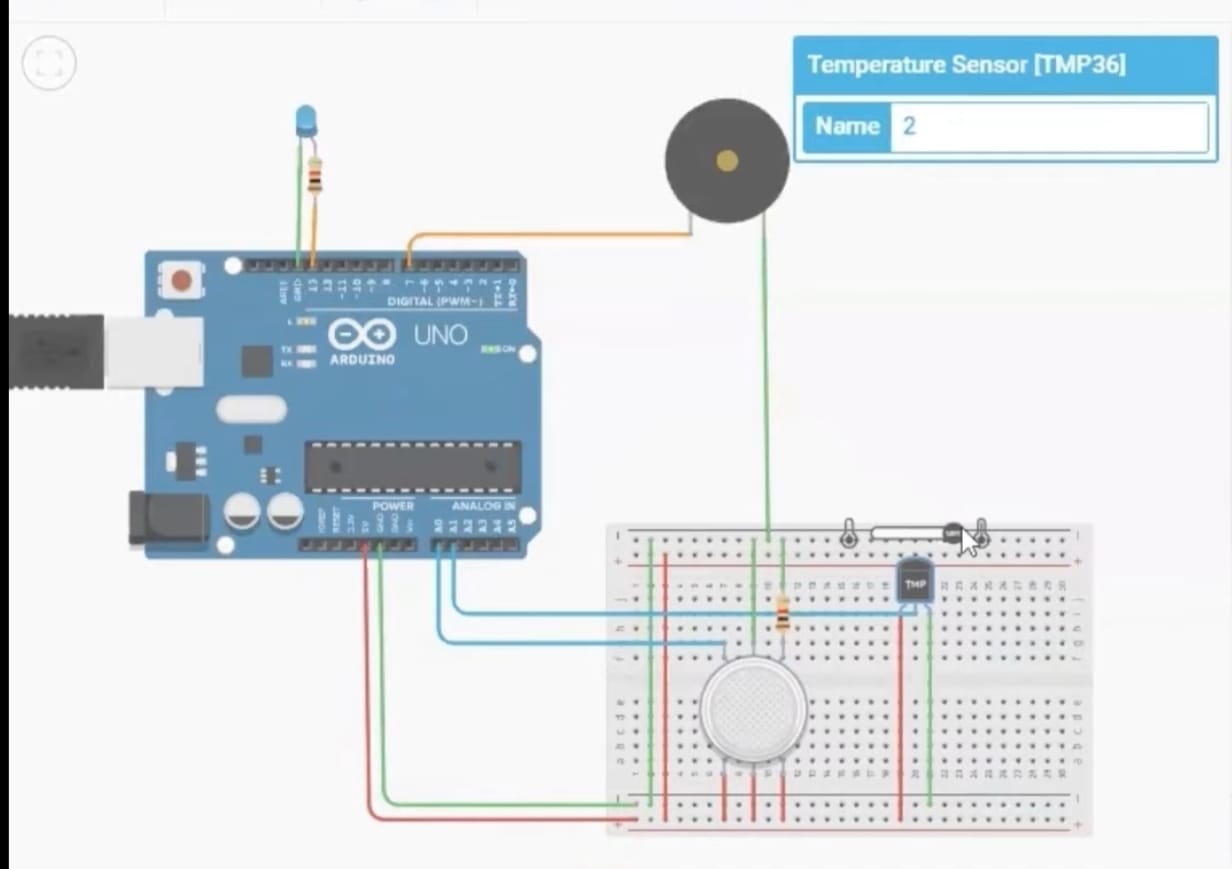 Temperature Sensor [TMP36]
Name 2
AREF GND 13 12 ~11 ~10 ~9 8 7 ~6 ~5 4 ~3 2 TX→1 RX←0
DIGITAL (PWM~)
L
TX
RX
UNO
ON
ARDUINO
POWER ANALOG IN
IOREF RESET 3.3V 5V GND GND Vin A0 A1 A2 A3 A4 A5
TMP